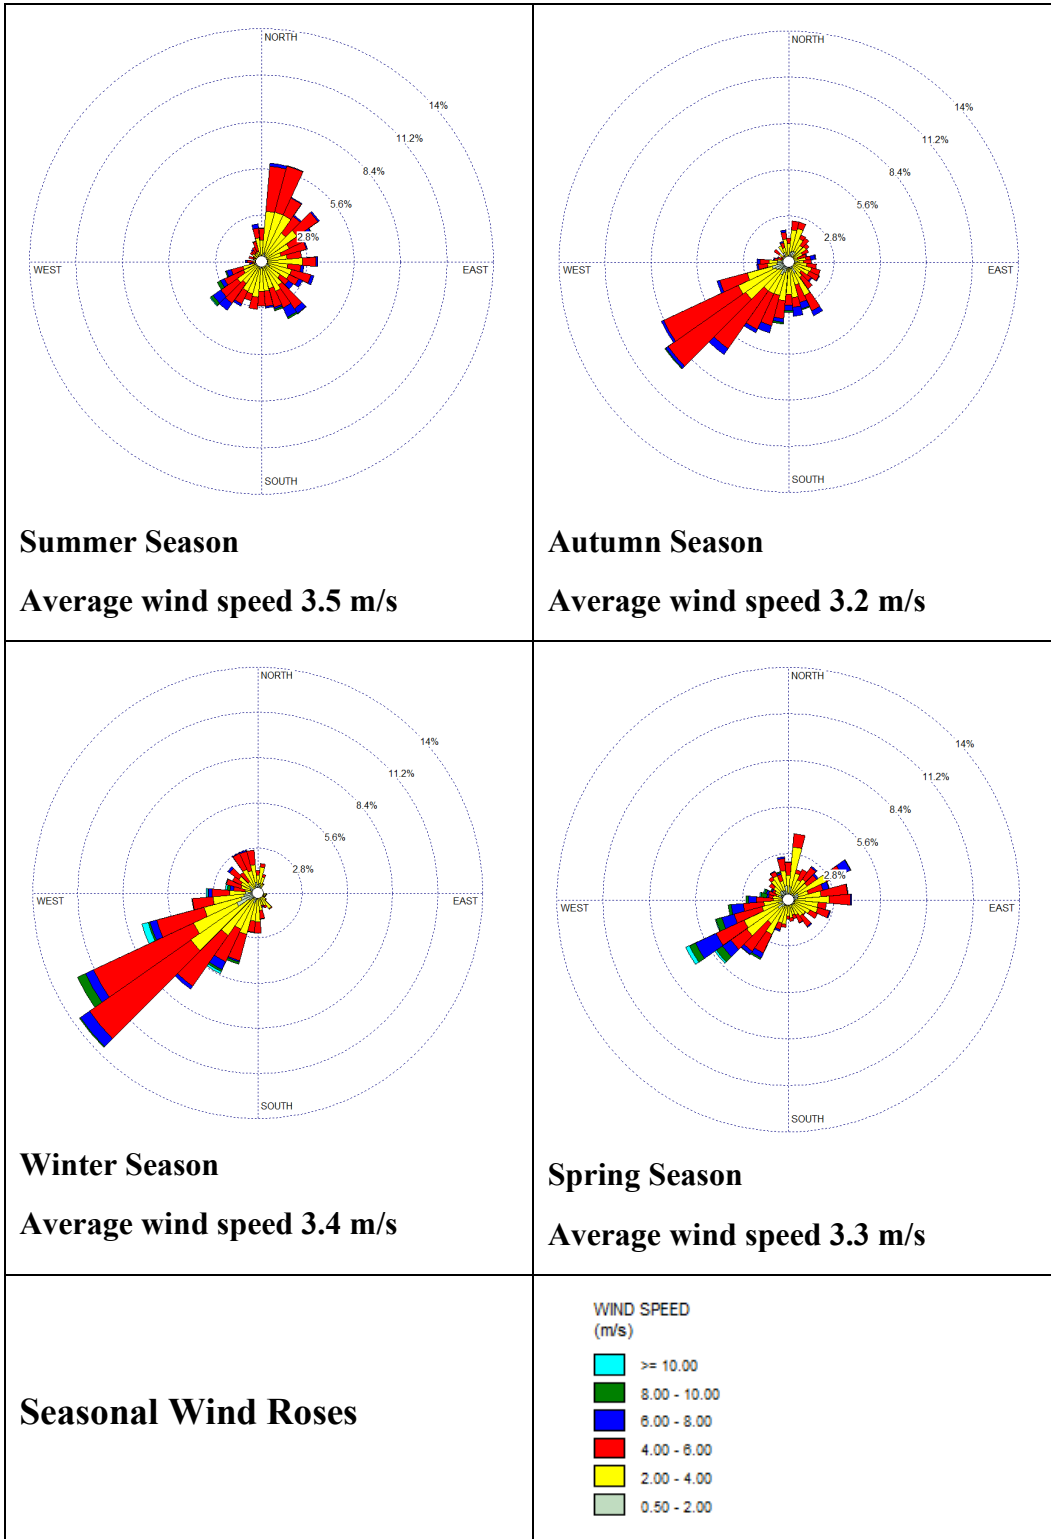 NORTH
14%
11.2%
8.4%
5.6%
2.8%
WEST
EAST
SOUTH
Summer Season
Average wind speed 3.5 m/s
NORTH
14%
11.2%
8.4%
5.6%
2.8%
WEST
EAST
SOUTH
Autumn Season
Average wind speed 3.2 m/s
NORTH
14%
11.2%
8.4%
5.6%
2.8%
WEST
EAST
SOUTH
Winter Season
Average wind speed 3.4 m/s
NORTH
14%
11.2%
8.4%
5.6%
2.8%
WEST
EAST
SOUTH
Spring Season
Average wind speed 3.3 m/s
Seasonal Wind Roses
WIND SPEED
(m/s)
>= 10.00
8.00 - 10.00
6.00 - 8.00
4.00 - 6.00
2.00 - 4.00
0.50 - 2.00